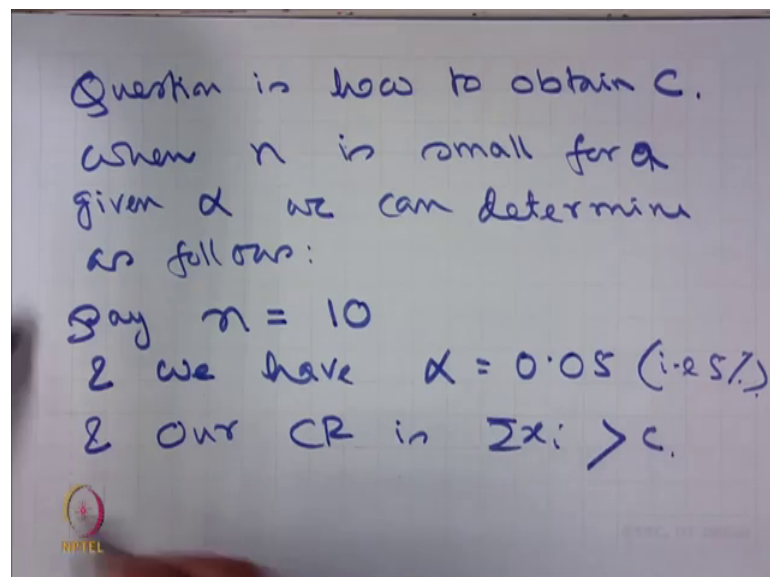 Question is how to obtain C.
when n is small for a
given α we can determine
as follows:
Say n = 10
& we have α = 0.05 (i.e 5%)
& Our CR is Σxi > C.
NPTEL